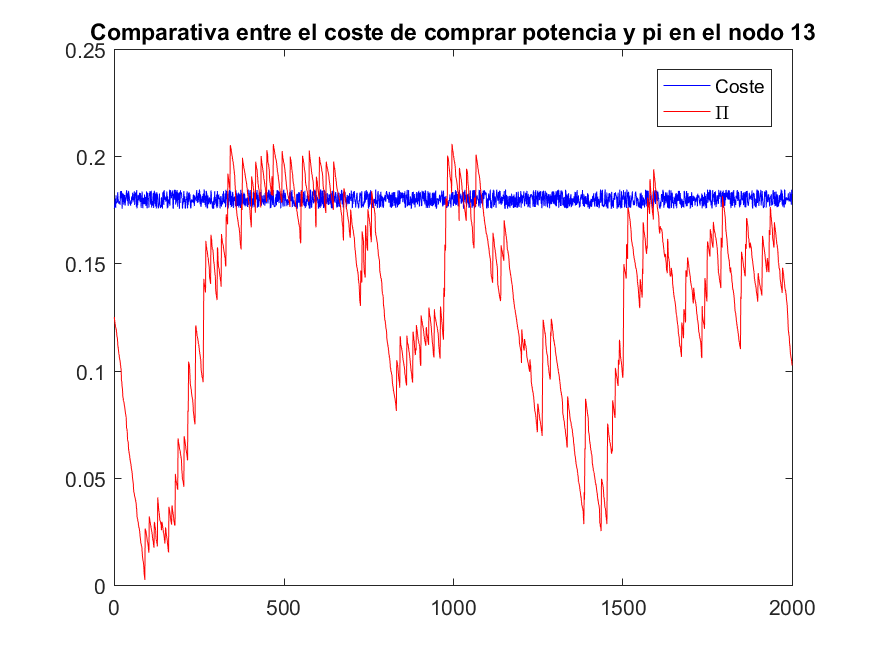 Comparativa entre el coste de comprar potencia y pi en el nodo 13
0.25
Coste
Π
0.2
0.15
0.1
0.05
0
0 500 1000 1500 2000